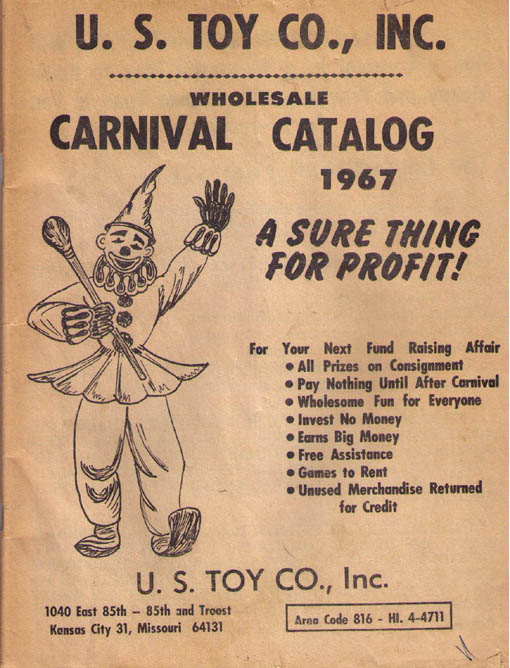 U. S. TOY CO., INC.
WHOLESALE
CARNIVAL CATALOG
1967
A SURE THING
FOR PROFIT!
For Your Next Fund Raising Affair
• All Prizes on Consignment
• Pay Nothing Until After Carnival
• Wholesome Fun for Everyone
• Invest No Money
• Earns Big Money
• Free Assistance
• Games to Rent
• Unused Merchandise Returned
for Credit
U. S. TOY CO., Inc.
1040 East 85th – 85th and Troost
Kansas City 31, Missouri 64131
Area Code 816 - HI. 4-4711